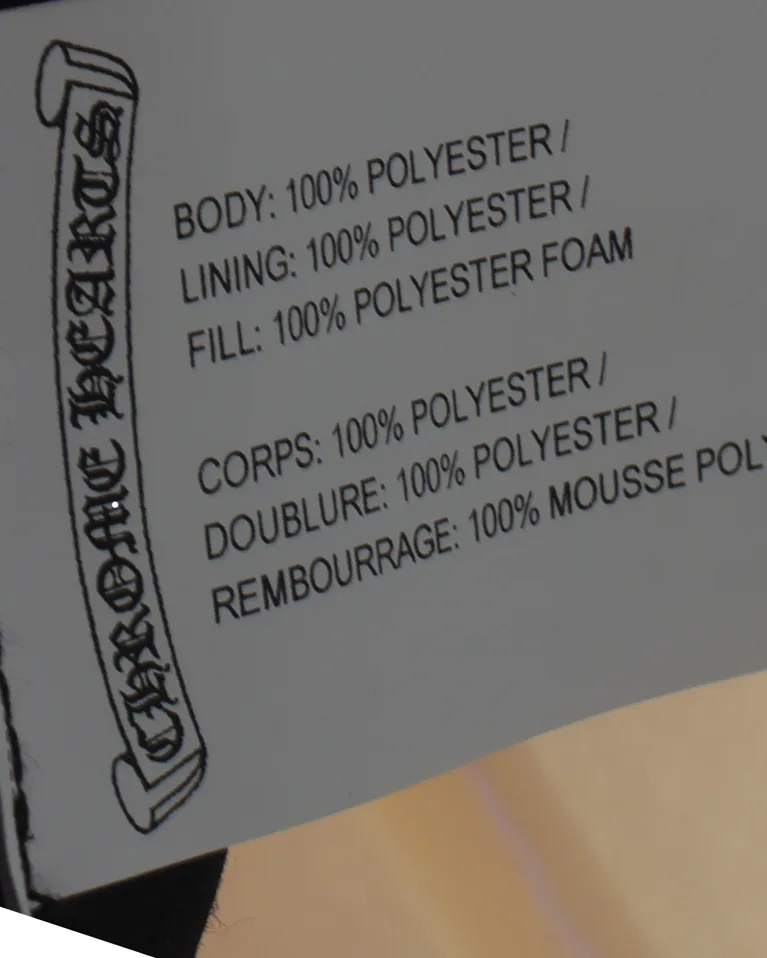 CHROME HEARTS
BODY: 100% POLYESTER /
LINING: 100% POLYESTER /
FILL: 100% POLYESTER FOAM
CORPS: 100% POLYESTER /
DOUBLURE: 100% POLYESTER /
REMBOURRAGE: 100% MOUSSE POLY